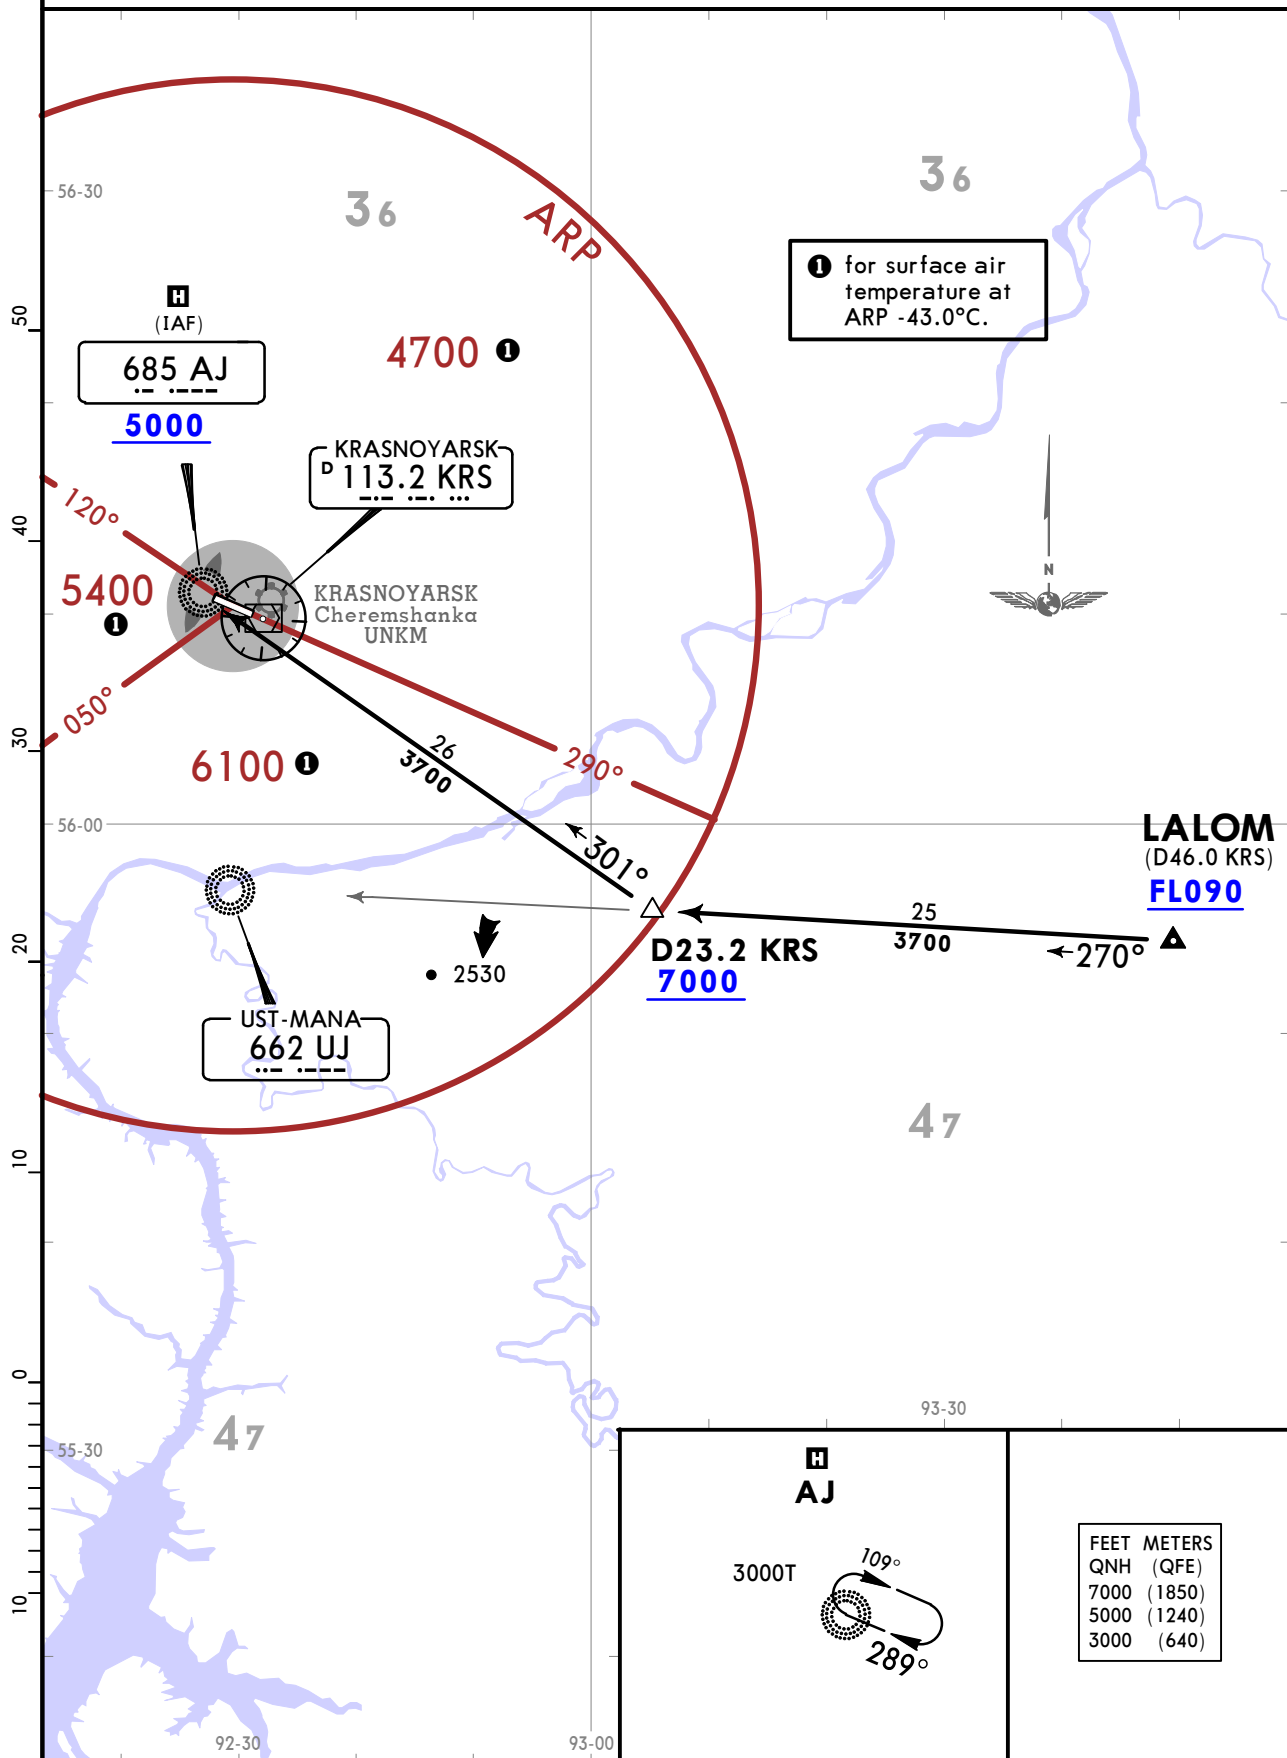 56-30
36
36
ARP
❶ for surface air
temperature at
ARP -43.0°C.
H
(IAF)
685 AJ
5000
4700 ❶
50
KRASNOYARSK
D 113.2 KRS
120°
40
5400
❶
KRASNOYARSK
Cheremshanka
UNKM
N
050°
6100 ❶
30
26
3700
290°
56-00
301°
LALOM
(D46.0 KRS)
FL090
25
3700
270°
D23.2 KRS
7000
20
2530
UST-MANA
662 UJ
47
10
0
93-30
47
55-30
H
AJ
3000T
109°
289°
FEET METERS
QNH (QFE)
7000 (1850)
5000 (1240)
3000 (640)
10
92-30
93-00